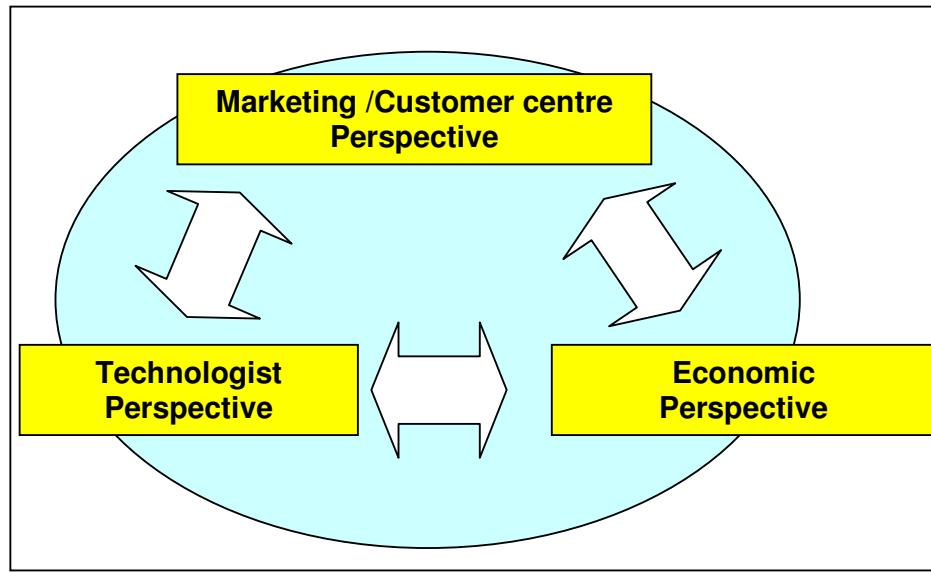 Marketing /Customer centre
Perspective
Technologist
Perspective
Economic
Perspective